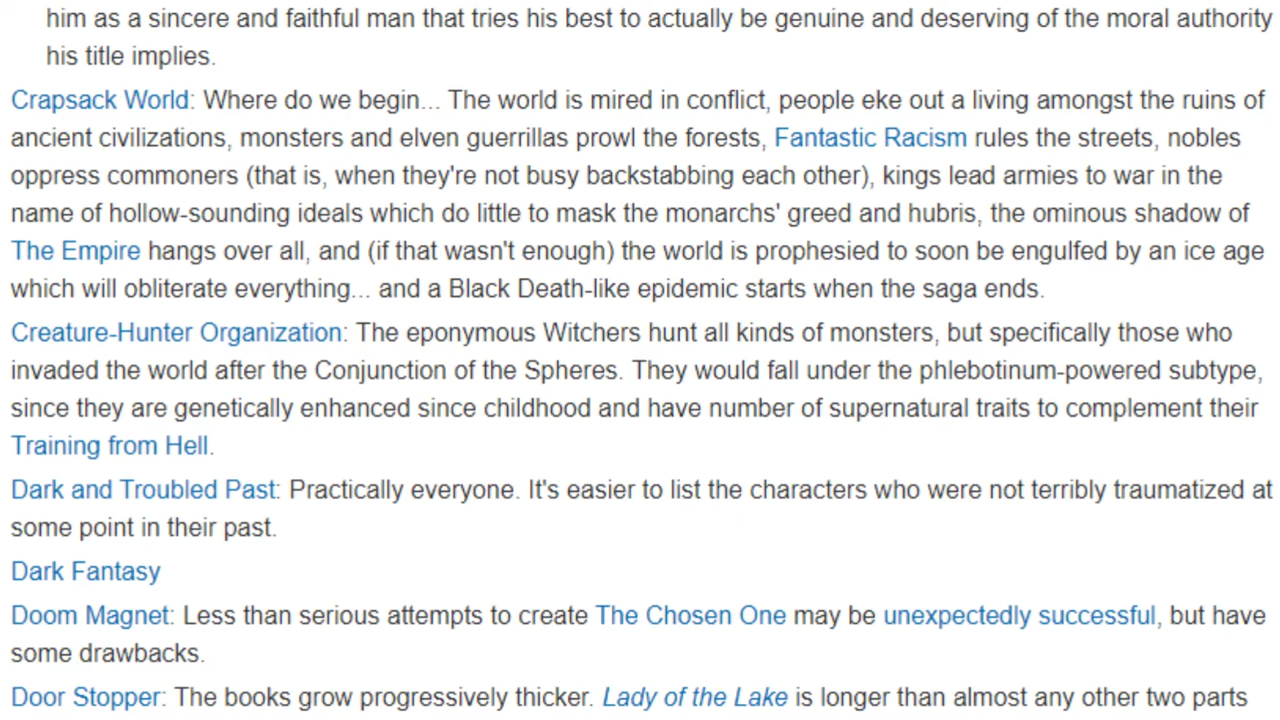 him as a sincere and faithful man that tries his best to actually be genuine and deserving of the moral authority
his title implies.
Crapsack World: Where do we begin... The world is mired in conflict, people eke out a living amongst the ruins of
ancient civilizations, monsters and elven guerrillas prowl the forests, Fantastic Racism rules the streets, nobles
oppress commoners (that is, when they're not busy backstabbing each other), kings lead armies to war in the
name of hollow-sounding ideals which do little to mask the monarchs' greed and hubris, the ominous shadow of
The Empire hangs over all, and (if that wasn't enough) the world is prophesied to soon be engulfed by an ice age
which will obliterate everything... and a Black Death-like epidemic starts when the saga ends.
Creature-Hunter Organization: The eponymous Witchers hunt all kinds of monsters, but specifically those who
invaded the world after the Conjunction of the Spheres. They would fall under the phlebotinum-powered subtype,
since they are genetically enhanced since childhood and have number of supernatural traits to complement their
Training from Hell.
Dark and Troubled Past: Practically everyone. It's easier to list the characters who were not terribly traumatized at
some point in their past.
Dark Fantasy
Doom Magnet: Less than serious attempts to create The Chosen One may be unexpectedly successful, but have
some drawbacks.
Door Stopper: The books grow progressively thicker. Lady of the Lake is longer than almost any other two parts